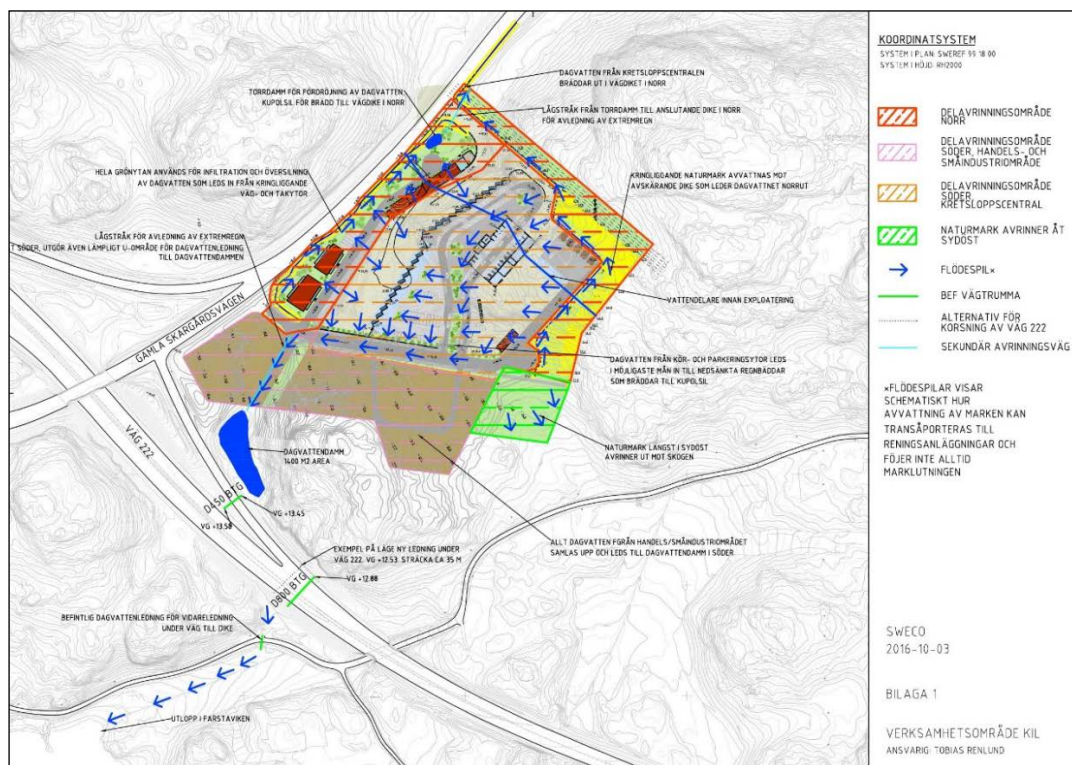 DAGVATTEN FRÅN KRETSLOPPSCENTRALEN
BRÄDDAR UT I VÄGDIKET I NORR
TORRDAMM FÖR FÖRDRÖJNING AV DAGVATTEN
KUPOLSIL FÖR BRÄDD TILL VÄGDIKE I NORR
LÅGSTRÅK FRÅN TORRDAMM TILL ANSLUTANDE DIKE I NORR
FÖR AVLEDNING AV EXTREMREGN
HELA GRÖNYTAN ANVÄNDS FÖR INFILTRATION OCH ÖVERSILNING
AV DAGVATTEN SOM LEDS IN FRÅN KRINGLIGGANDE
VÄG- OCH TAKYTOR
KRINGLIGGANDE NATURMARK AVVATTNAS MOT
AVSKÄRANDE DIKE SOM LEDER DAGVATTNET NORRUT
LÅGSTRÅK FÖR AVLEDNING AV EXTREMREGN
T SÖDER, UTGÖR ÄVEN LÄMPLIGT U-OMRÅDE FÖR DAGVATTENLEDNING
TILL DAGVATTENDAMMEN
VATTENDELARE INNAN EXPLOATERING
GAMLA SKÄRGÅRDSVÄGEN
DAGVATTEN FRÅN KÖR- OCH PARKERINGSYTOR LEDS
I MÖJLIGASTE MÅN IN TILL NEDSÄNKTA REGNBÄDDAR
SOM BRÄDDAR TILL KUPOLSIL
VÄG 222
DAGVATTENDAMM
1400 M2 AREA
NATURMARK LÄNGST I SYDÖST
AVRINNER UT MOT SKOGEN
D450 BTG
VG +13.45
VG +13.58
ALLT DAGVATTEN FGRÅN HANDELS/SMÅINDUSTRIOMRÅDET
SAMLAS UPP OCH LEDS TILL DAGVATTENDAMM I SÖDER.
EXEMPEL PÅ LÄGE NY LEDNING UNDER
VÄG 222. VG +12.53. STRÄCKA CA 35 M
VG +12.88
D800 BTG
BEFINTLIG DAGVATTENLEDNING FÖR VIDARELEDNING
UNDER VÄG TILL DIKE
UTLOPP I FARSTAVIKEN
KOORDINATSYSTEM
SYSTEM I PLAN: SWEREF 99 18 00
SYSTEM I HÖJD: RH2000
DELAVRINNINGSOMRÅDE
NORR
DELAVRINNINGSOMRÅDE
SÖDER, HANDELS- OCH
SMÅINDUSTRIOMRÅDE
DELAVRINNINGSOMRÅDE
SÖDER
KRETSLOPPSCENTRAL
NATURMARK AVRINNER ÅT
SYDÖST
FLÖDESPIL×
BEF VÄGTRUMMA
ALTERNATIV FÖR
KORSNING AV VÄG 222
SEKUNDÄR AVRINNINGSVÄG
×FLÖDESPILAR VISAR
SCHEMATISKT HUR
AVVATTNING AV MARKEN KAN
TRANSÅPORTERAS TILL
RENINGSANLÄGGNINGAR OCH
FÖJER INTE ALLTID
MARKLUTNINGEN
SWECO
2016-10-03
BILAGA 1
VERKSAMHETSOMRÅDE KIL
ANSVARIG: TOBIAS RENLUND